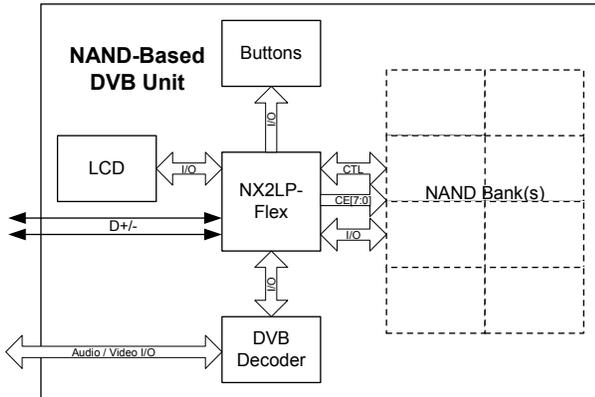 NAND-Based
DVB Unit
Buttons
I/O
LCD
I/O
NX2LP-
Flex
CTL
CE[7:0]
I/O
NAND Bank(s)
D+/-
I/O
DVB
Decoder
Audio / Video I/O